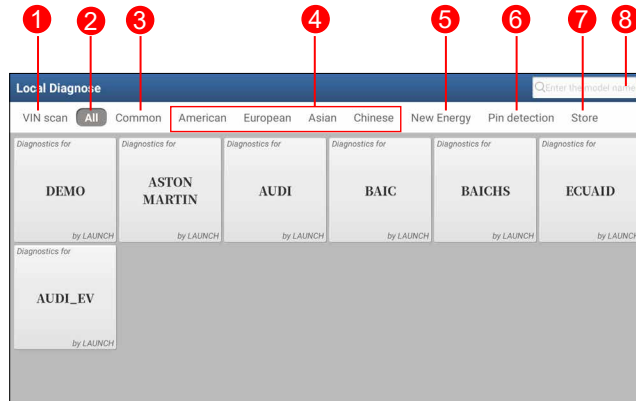 1 2 3 4 5 6 7 8
Local Diagnose
Enter the model name
VIN scan All Common American European Asian Chinese New Energy Pin detection Store
Diagnostics for Diagnostics for Diagnostics for Diagnostics for Diagnostics for Diagnostics for
DEMO ASTON MARTIN AUDI BAIC BAICHS ECUAID
by LAUNCH by LAUNCH by LAUNCH by LAUNCH by LAUNCH by LAUNCH
Diagnostics for
AUDI_EV
by LAUNCH